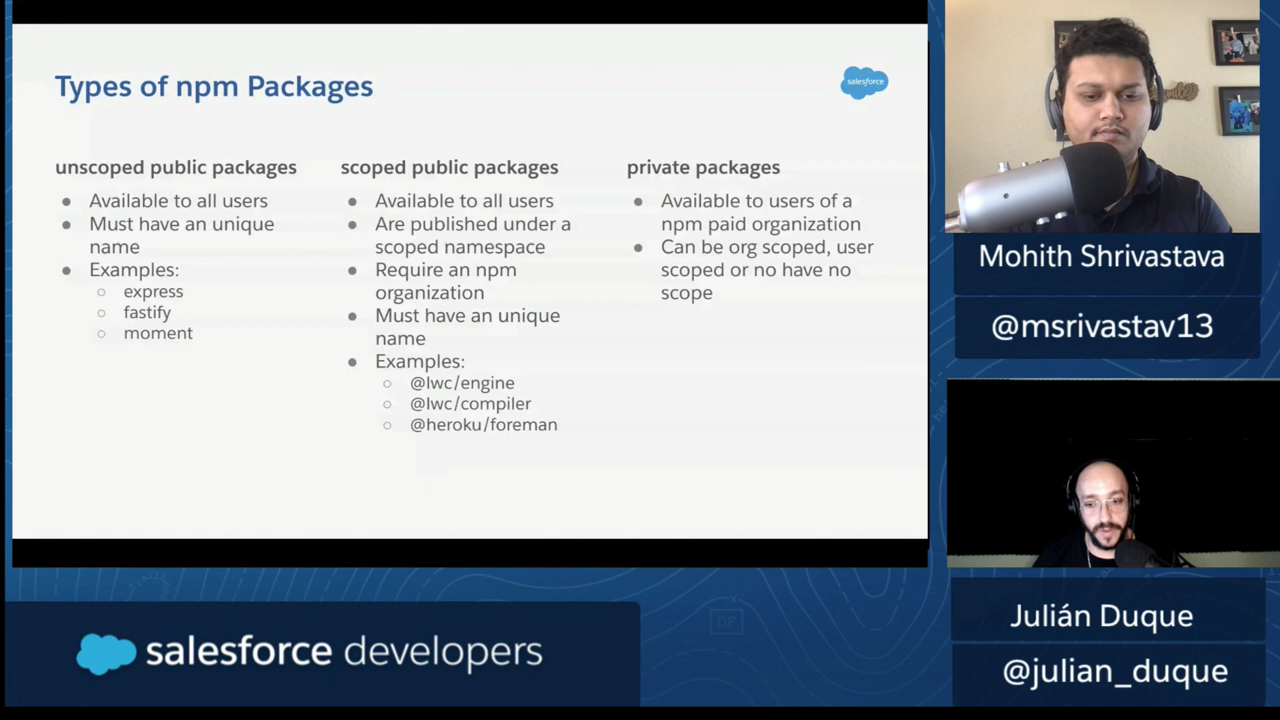 Types of npm Packages
salesforce
unscoped public packages
● Available to all users
● Must have an unique
name
● Examples:
○ express
○ fastify
○ moment
scoped public packages
● Available to all users
● Are published under a
scoped namespace
● Require an npm
organization
● Must have an unique
name
● Examples:
○ @lwc/engine
○ @lwc/compiler
○ @heroku/foreman
private packages
● Available to users of a
npm paid organization
● Can be org scoped, user
scoped or no have no
scope
Mohith Shrivastava
@msrivastav13
Julián Duque
@julian_duque
salesforce developers
DF